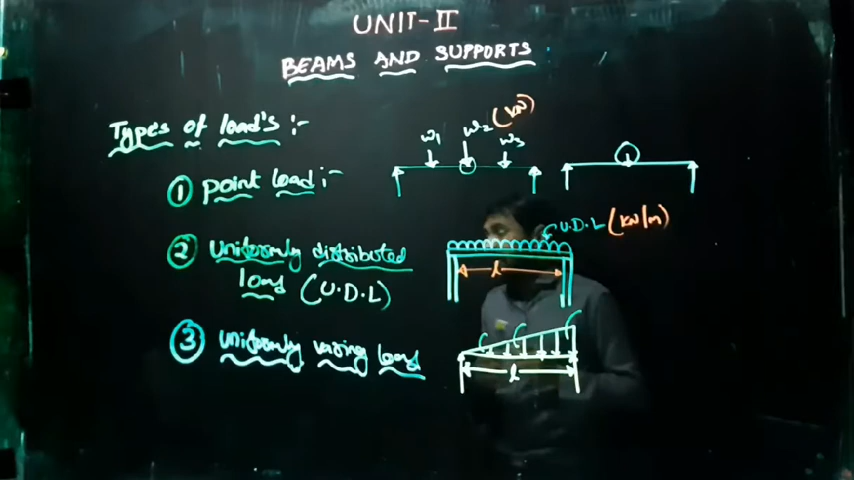 UNIT-II
BEAMS AND SUPPORTS
Types of load's :-
① point load :-
w₁ w₂ (kN) w₃
② uniformly distributed
load (U.D.L)
U.D.L (kN/m)
l
③ uniformly varing load
l